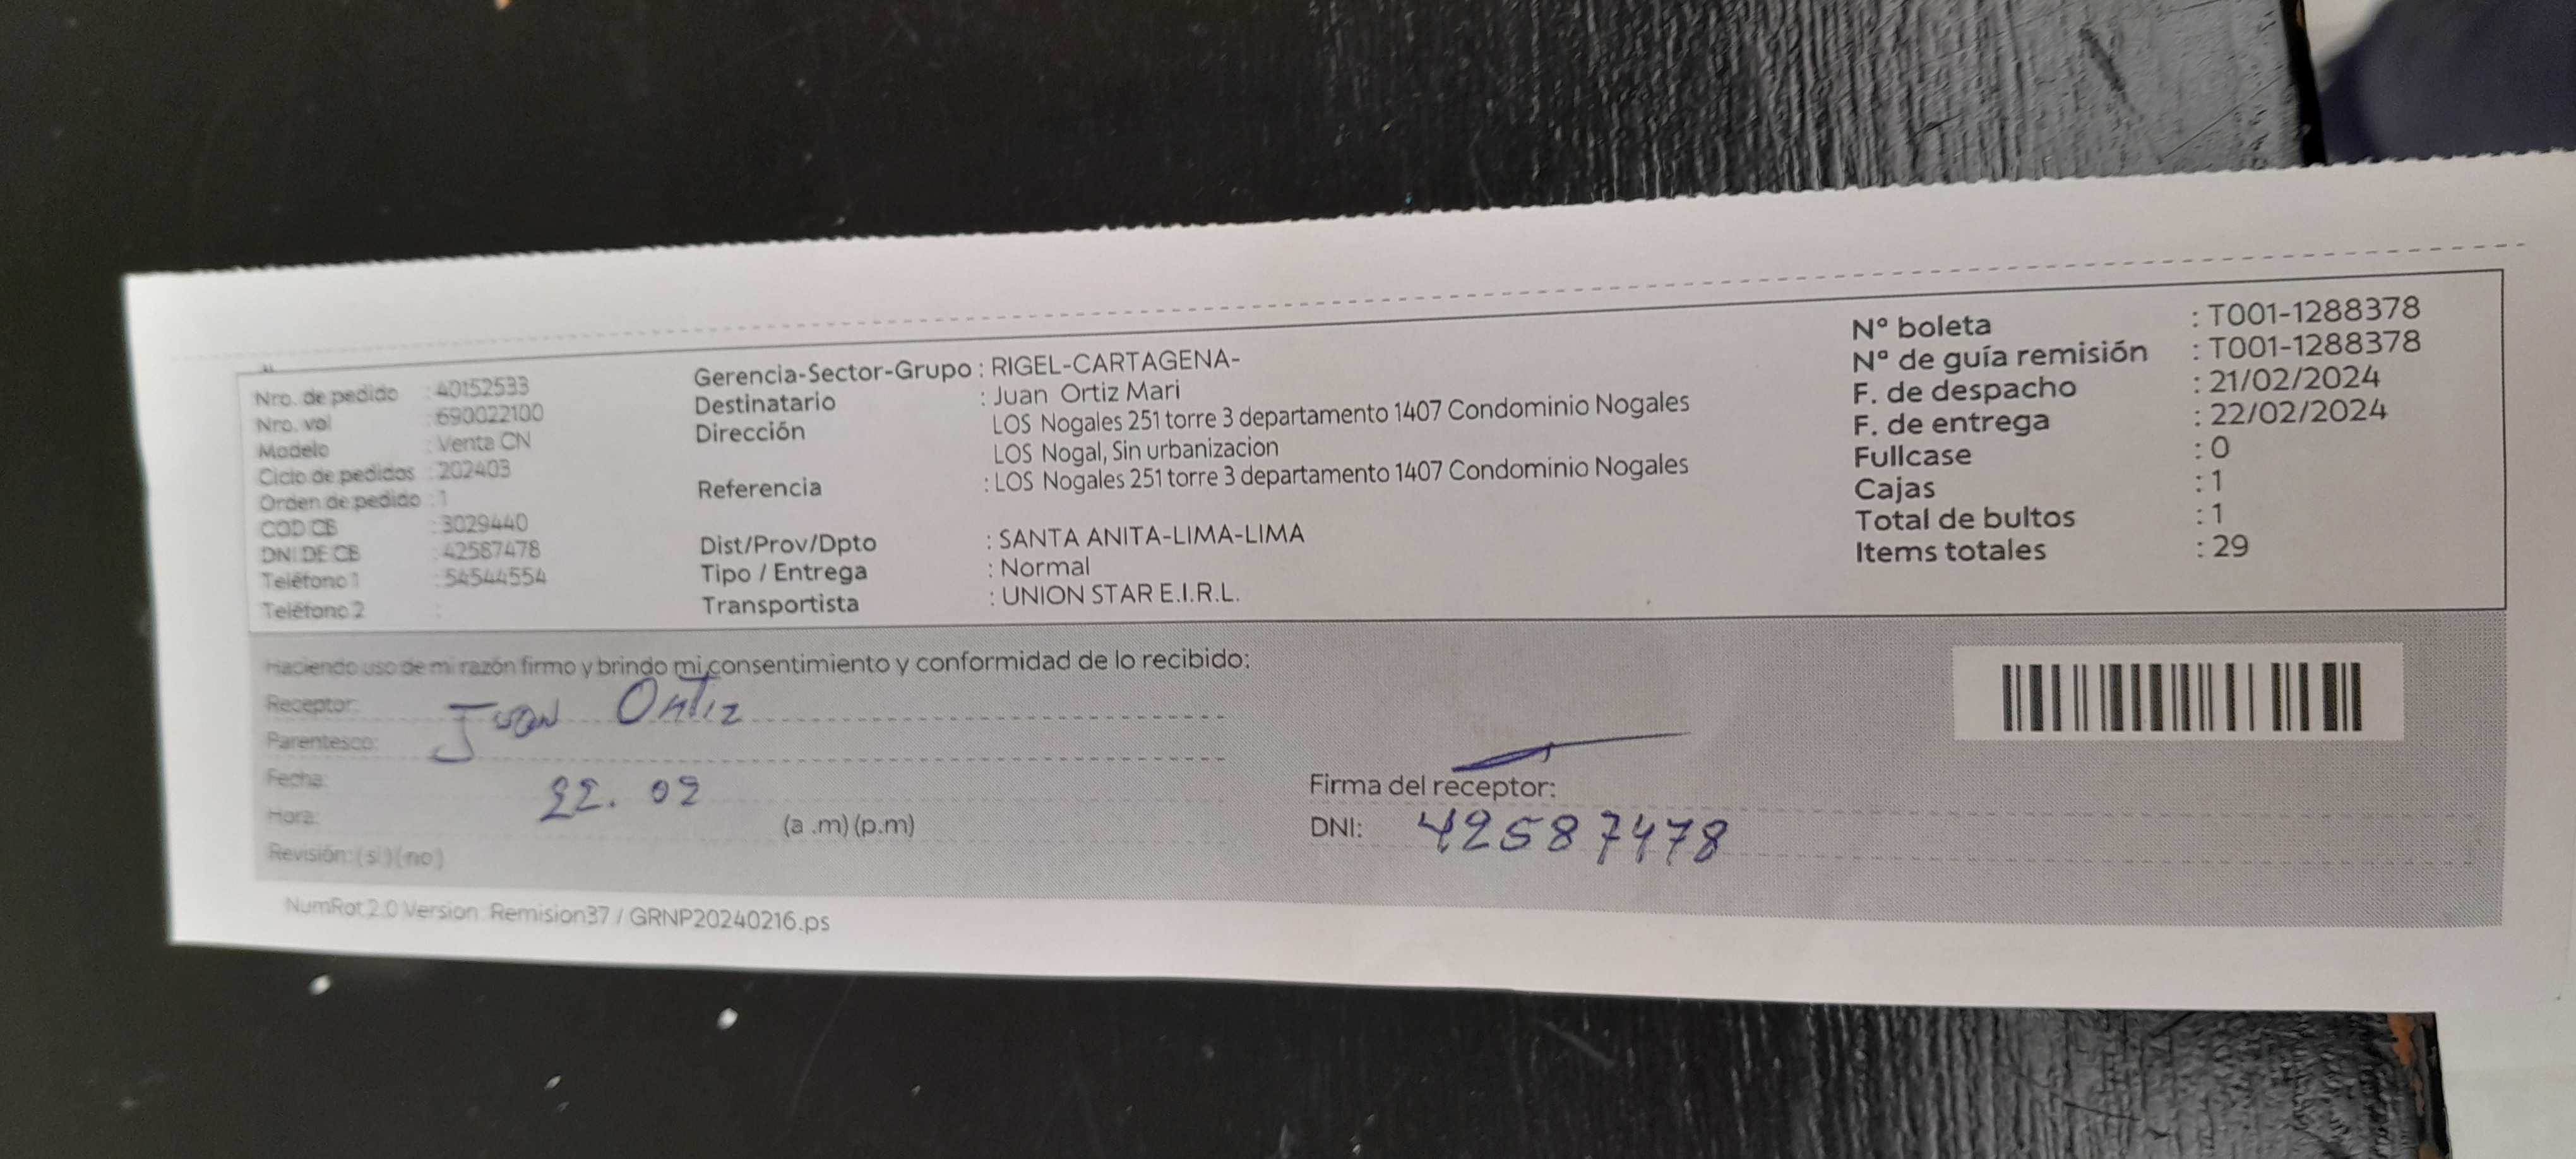 Nro. de pedido : 40152533
Nro. vol : 690022100
Modelo : Venta CN
Ciclo de pedidos : 202403
Orden de pedido : 1
COD CB : 3029440
DNI DE CB : 42587478
Teléfono 1 : 54544554
Teléfono 2 :
Gerencia-Sector-Grupo : RIGEL-CARTAGENA-
Destinatario : Juan Ortiz Mari
Dirección LOS Nogales 251 torre 3 departamento 1407 Condominio Nogales
LOS Nogal, Sin urbanizacion
Referencia : LOS Nogales 251 torre 3 departamento 1407 Condominio Nogales
Dist/Prov/Dpto : SANTA ANITA-LIMA-LIMA
Tipo / Entrega : Normal
Transportista : UNION STAR E.I.R.L.
Nº boleta : T001-1288378
Nº de guía remisión : T001-1288378
F. de despacho : 21/02/2024
F. de entrega : 22/02/2024
Fullcase : 0
Cajas : 1
Total de bultos : 1
Items totales : 29
Haciendo uso de mi razón firmo y brindo mi consentimiento y conformidad de lo recibido:
Receptor: Juan Ortiz
Parentesco:
Fecha: 22. 02
Hora: (a .m) (p.m)
Revisión: (si) (no)
Firma del receptor:
DNI: 42587478
NumRot 2.0 Version Remision37 / GRNP20240216.ps